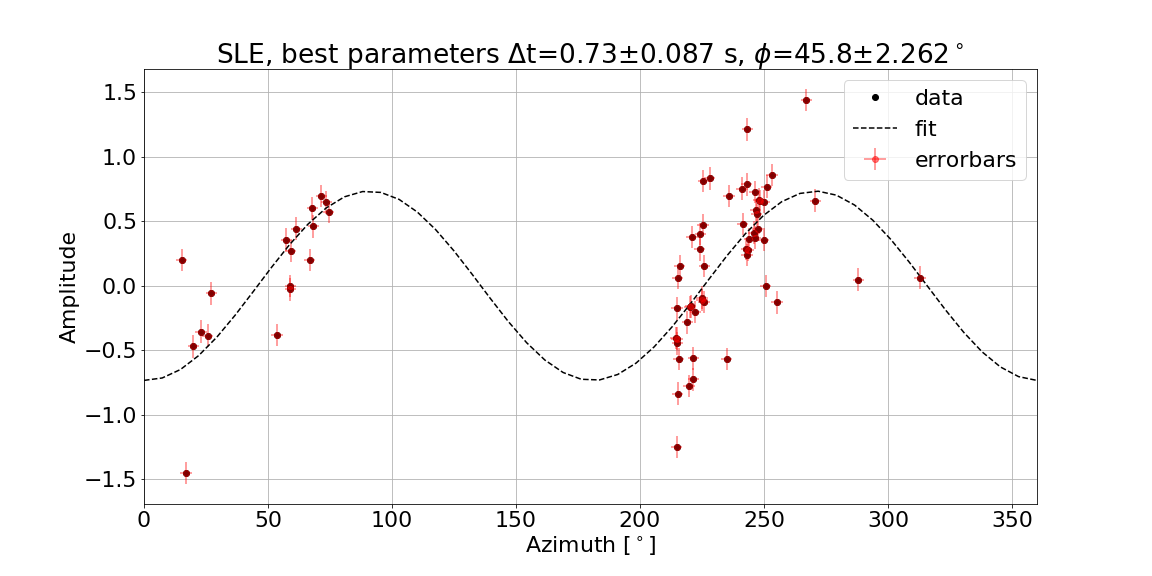 SLE, best parameters Δt=0.73±0.087 s, ϕ=45.8±2.262°
data
fit
errorbars
1.5
1.0
0.5
0.0
−0.5
−1.0
−1.5
Amplitude
0 50 100 150 200 250 300 350
Azimuth [°]